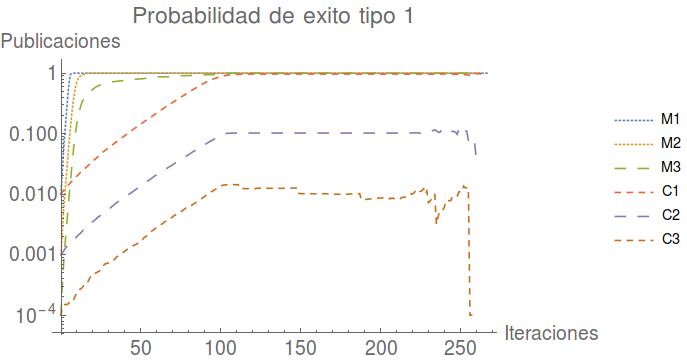 Probabilidad de exito tipo 1
Publicaciones
1
0.100
0.010
0.001
10^-4
50
100
150
200
250
Iteraciones
M1
M2
M3
C1
C2
C3